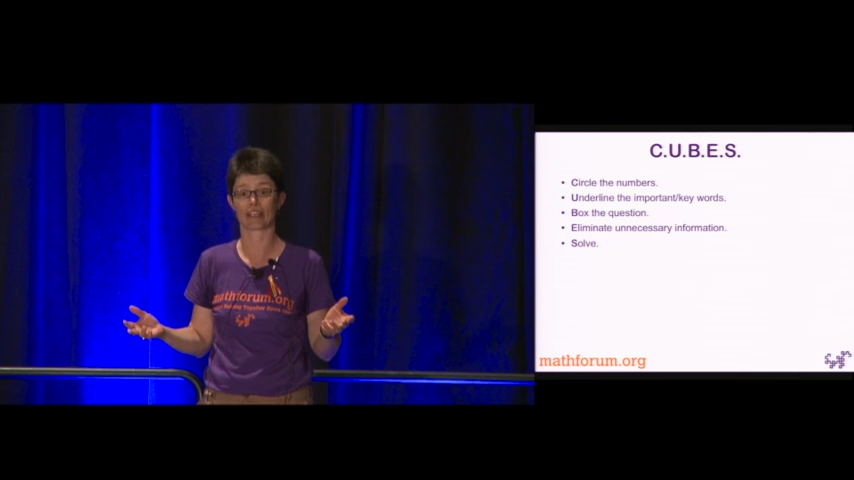 mathforum.org
C.U.B.E.S.
• Circle the numbers.
• Underline the important/key words.
• Box the question.
• Eliminate unnecessary information.
• Solve.
mathforum.org